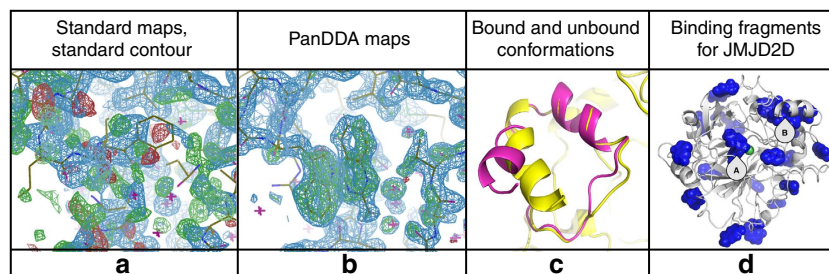 Standard maps,
standard contour
PanDDA maps
Bound and unbound
conformations
Binding fragments
for JMJD2D
B
A
a
b
c
d